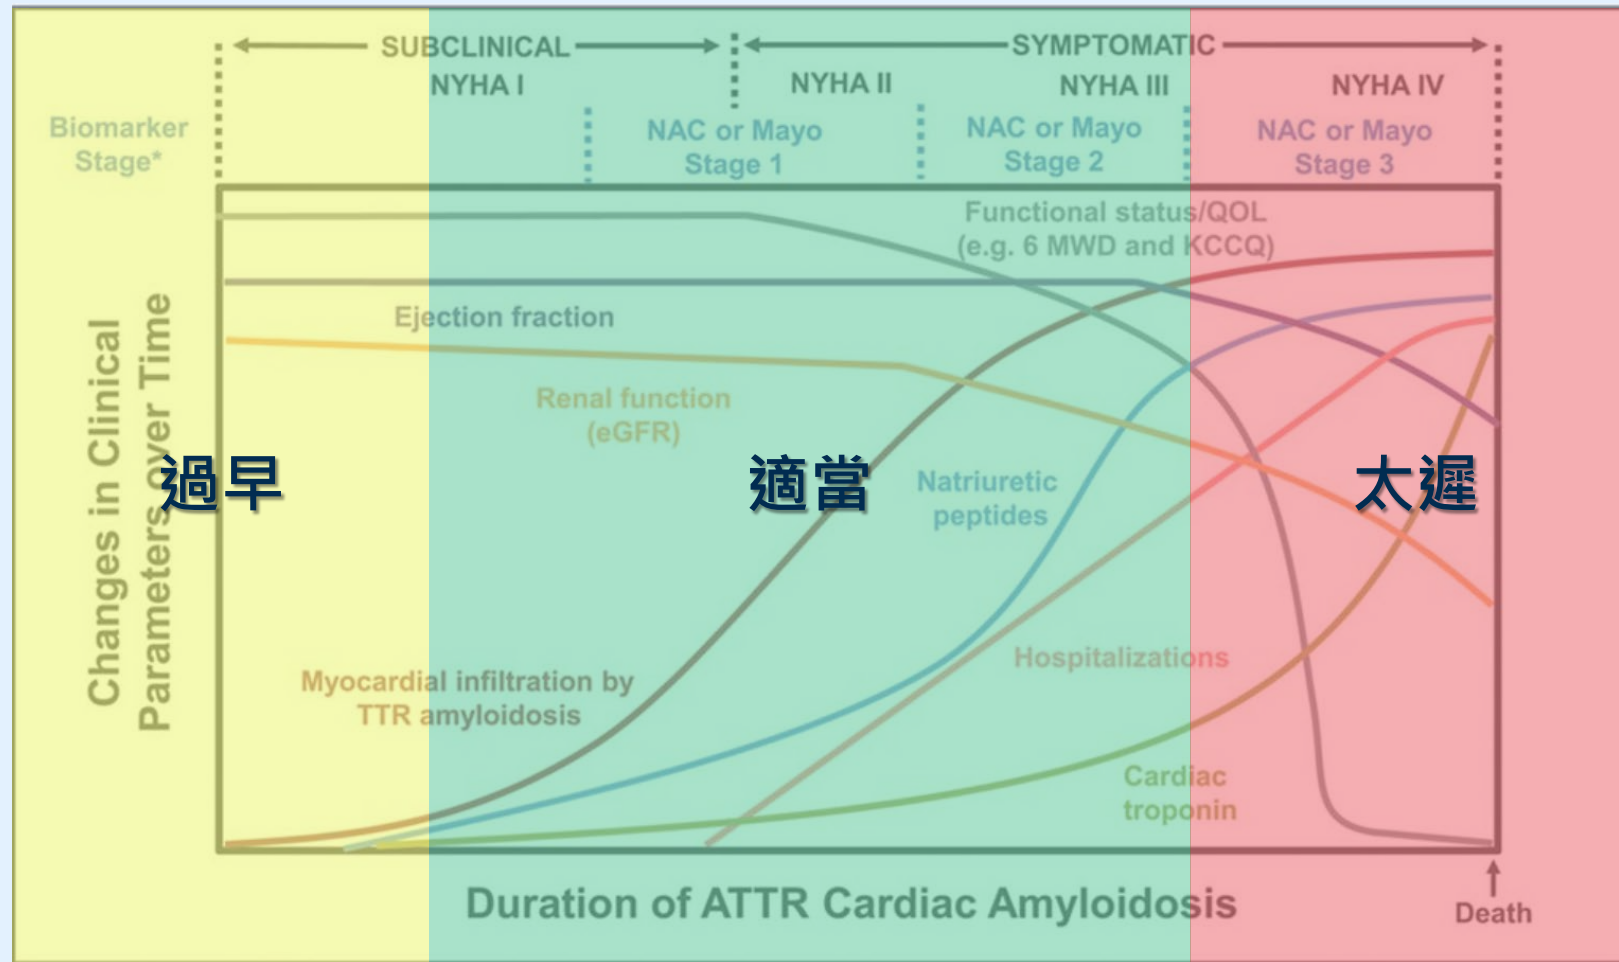 SUBCLINICAL
SYMPTOMATIC
NYHA I
NYHA II
NYHA III
NYHA IV
Biomarker
Stage*
NAC or Mayo
Stage 1
NAC or Mayo
Stage 2
NAC or Mayo
Stage 3
Functional status/QOL
(e.g. 6 MWD and KCCQ)
Ejection fraction
Renal function
(eGFR)
Changes in Clinical
Parameters over Time
過早
適當
太遲
Natriuretic
peptides
Hospitalizations
Myocardial infiltration by
TTR amyloidosis
Cardiac
troponin
Duration of ATTR Cardiac Amyloidosis
Death